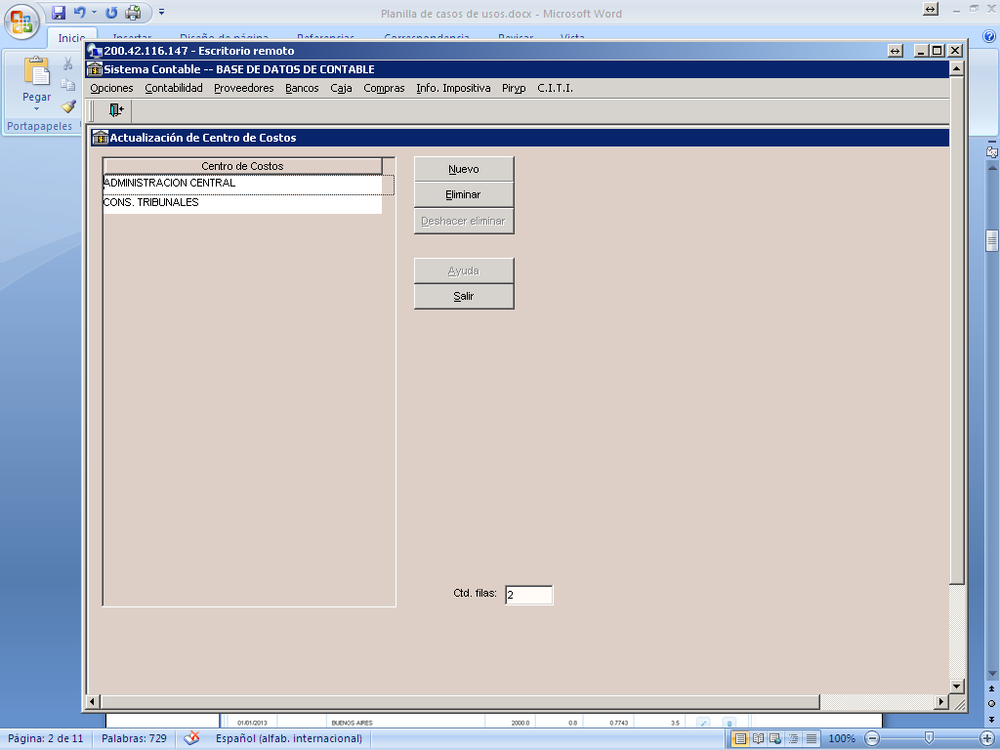 Planilla de casos de usos.docx - Microsoft Word
Inicio Insertar Diseño de página Referencias Correspondencia Revisar Vista
Pegar
Portapapeles
200.42.116.147 - Escritorio remoto
Sistema Contable -- BASE DE DATOS DE CONTABLE
Opciones Contabilidad Proveedores Bancos Caja Compras Info. Impositiva Piryp C.I.T.I.
Actualización de Centro de Costos
Centro de Costos
ADMINISTRACION CENTRAL
CONS. TRIBUNALES
Nuevo
Eliminar
Deshacer eliminar
Ayuda
Salir
Ctd. filas: 2
01/01/2013 BUENOS AIRES 2000.0 0.8 0.7743 3.5
Página: 2 de 11 Palabras: 729 Español (alfab. internacional) 100%